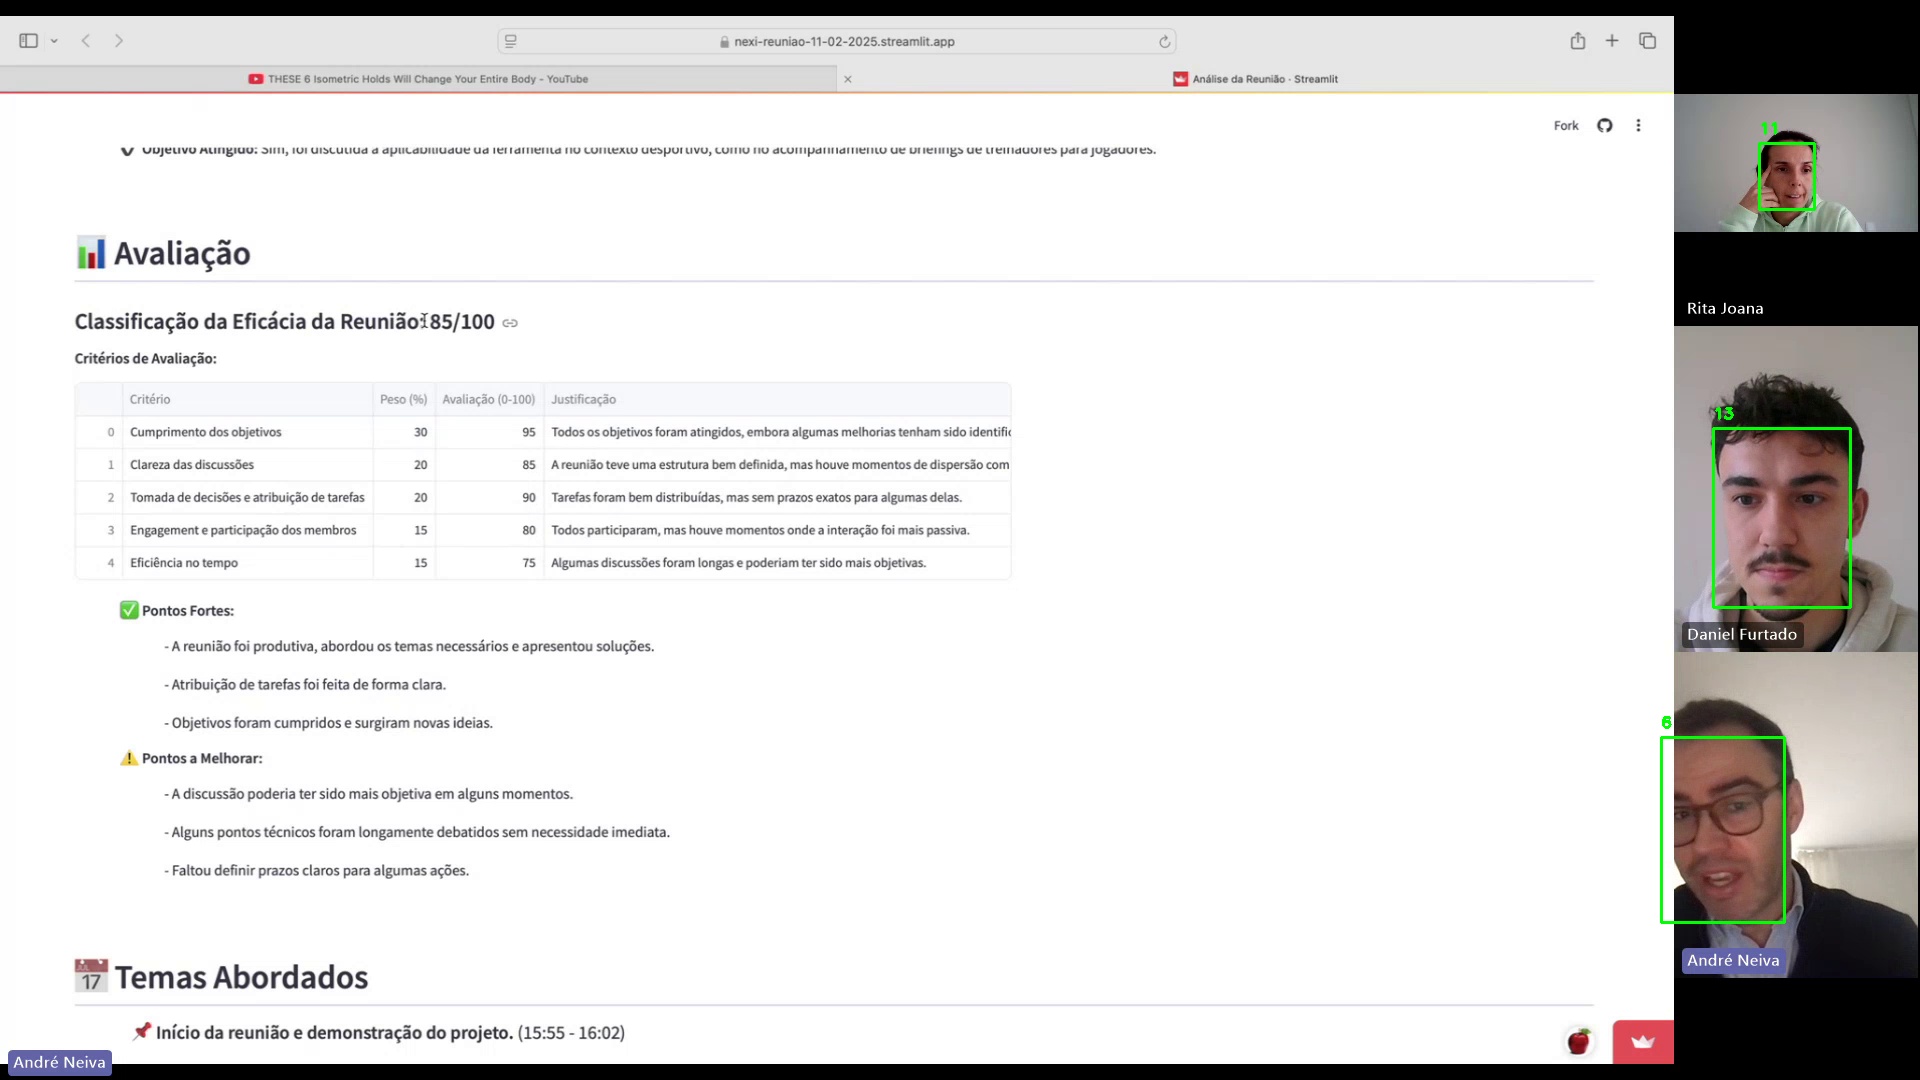 nexi-reuniao-11-02-2025.streamlit.app
THESE 6 Isometric Holds Will Change Your Entire Body - YouTube
Análise da Reunião · Streamlit
Fork
Objetivo Atingido: Sim, foi discutida a aplicabilidade da ferramenta no contexto desportivo, como no acompanhamento de briefings de treinadores para jogadores.
Avaliação
Classificação da Eficácia da Reunião: 85/100
Critérios de Avaliação:
Critério Peso (%) Avaliação (0-100) Justificação
0 Cumprimento dos objetivos 30 95 Todos os objetivos foram atingidos, embora algumas melhorias tenham sido
1 Clareza das discussões 20 85 A reunião teve uma estrutura bem definida, mas houve momentos de dispersão com
2 Tomada de decisões e atribuição de tarefas 20 90 Tarefas foram bem distribuídas, mas sem prazos exatos para algumas delas.
3 Engagement e participação dos membros 15 80 Todos participaram, mas houve momentos onde a interação foi mais passiva.
4 Eficiência no tempo 15 75 Algumas discussões foram longas e poderiam ter sido mais objetivas.
Pontos Fortes:
- A reunião foi produtiva, abordou os temas necessários e apresentou soluções.
- Atribuição de tarefas foi feita de forma clara.
- Objetivos foram cumpridos e surgiram novas ideias.
Pontos a Melhorar:
- A discussão poderia ter sido mais objetiva em alguns momentos.
- Alguns pontos técnicos foram longamente debatidos sem necessidade imediata.
- Faltou definir prazos claros para algumas ações.
17 Temas Abordados
Início da reunião e demonstração do projeto. (15:55 - 16:02)
André Neiva
11
Rita Joana
13
Daniel Furtado
6
André Neiva